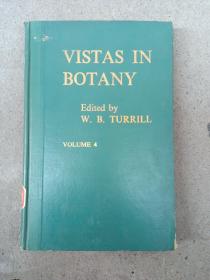 VISTAS IN
BOTANY
Edited by
W. B. TURRILL
VOLUME 4